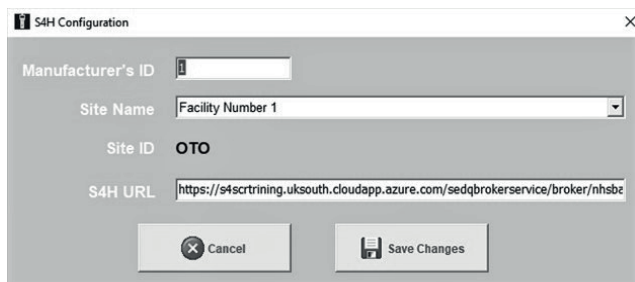 S4H Configuration
Manufacturer's ID 1
Site Name Facility Number 1
Site ID OTO
S4H URL https://s4scrtrining.uksouth.cloudapp.azure.com/sedqbrokerservice/broker/nhsba
Cancel Save Changes